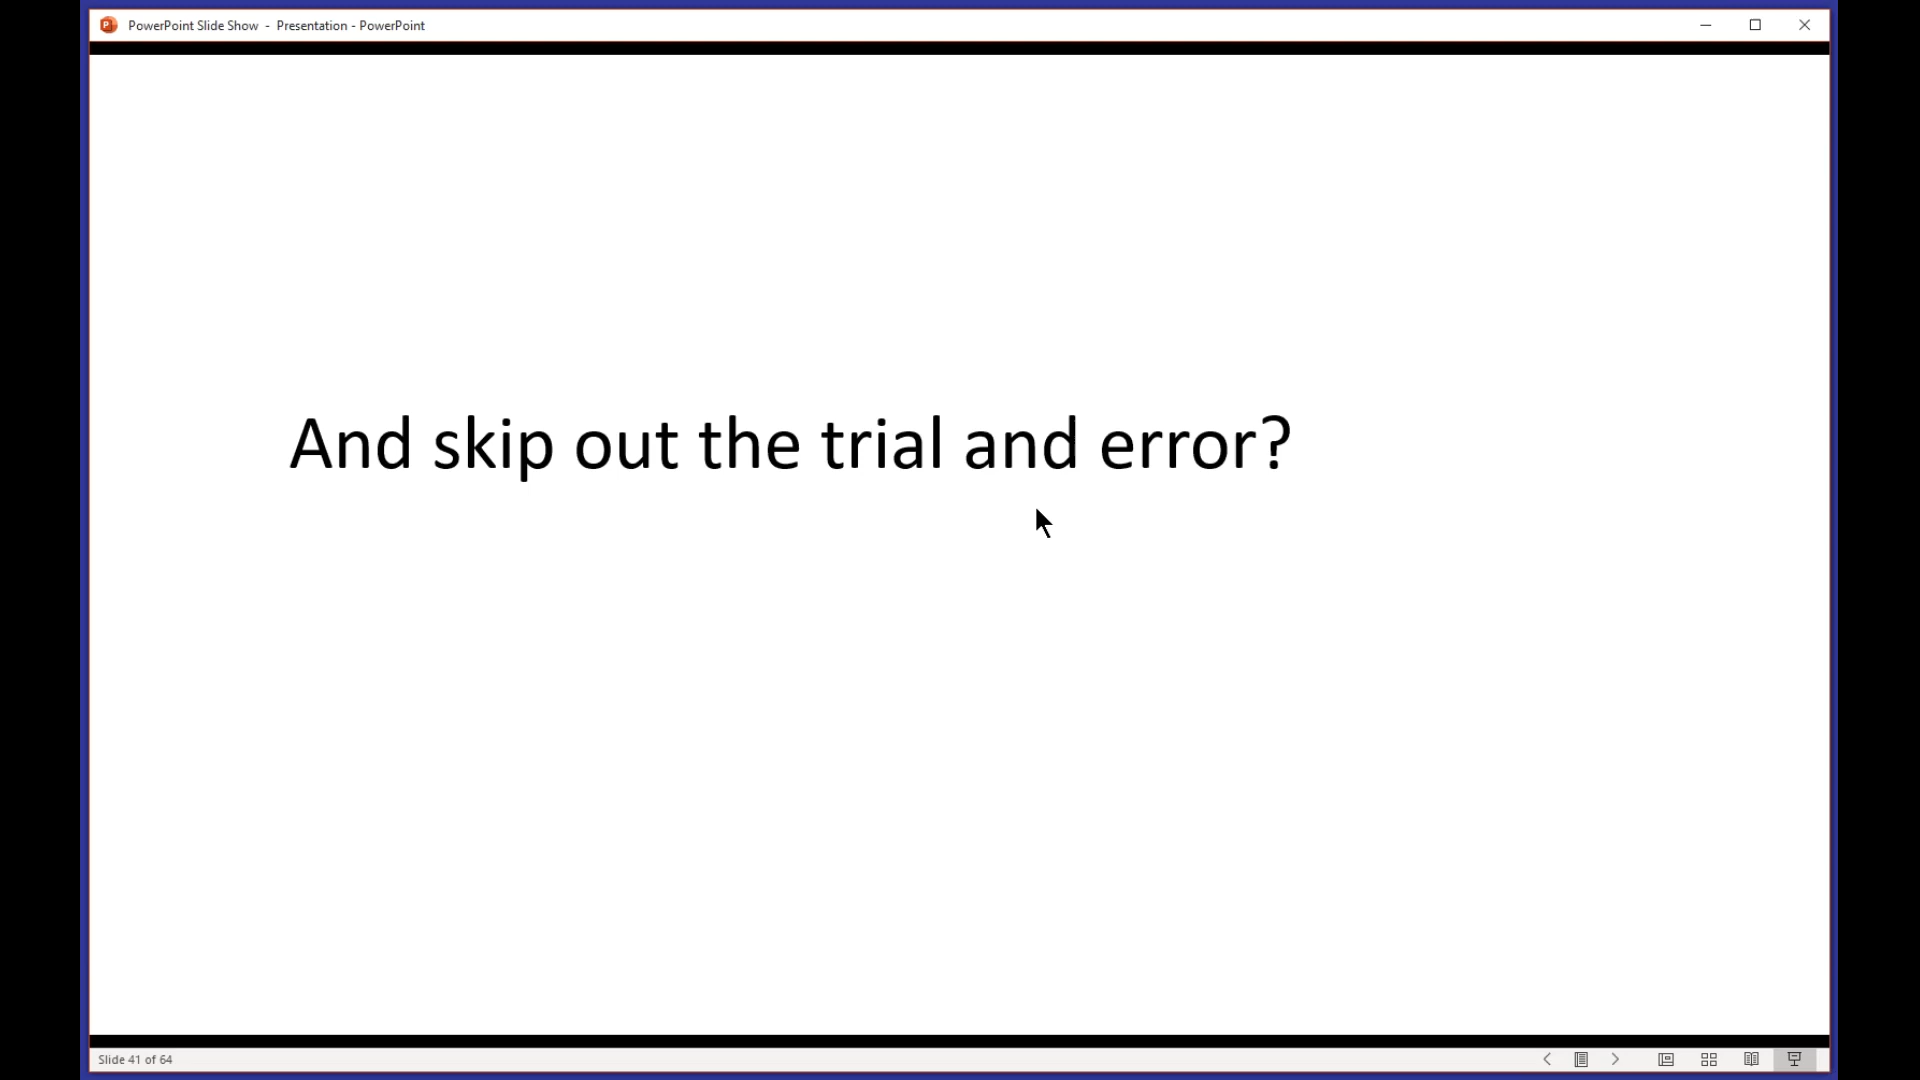 PowerPoint Slide Show - Presentation - PowerPoint
And skip out the trial and error?
Slide 41 of 64